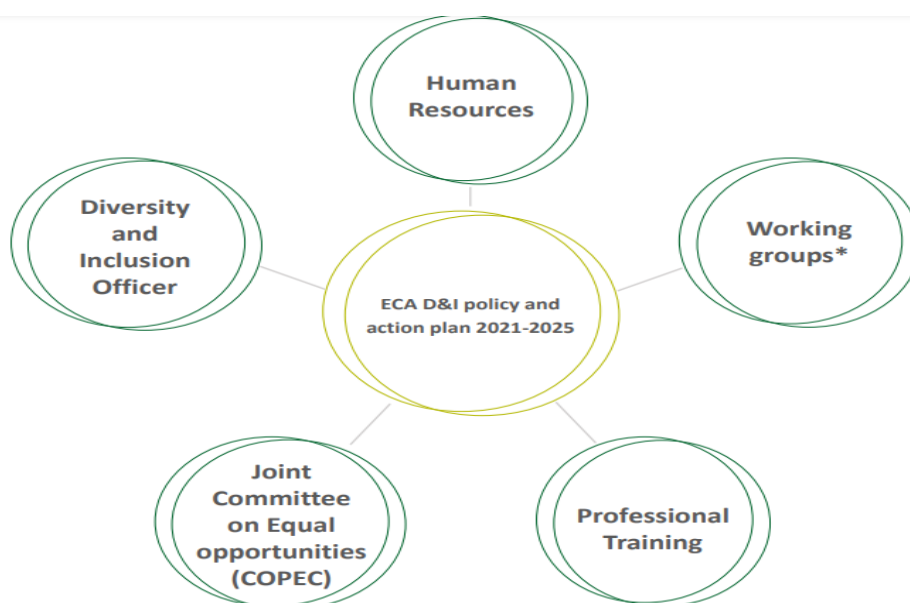 Human
Resources
Diversity
and
Inclusion
Officer
Working
groups*
ECA D&I policy and
action plan 2021-2025
Joint
Committee
on Equal
opportunities
(COPEC)
Professional
Training